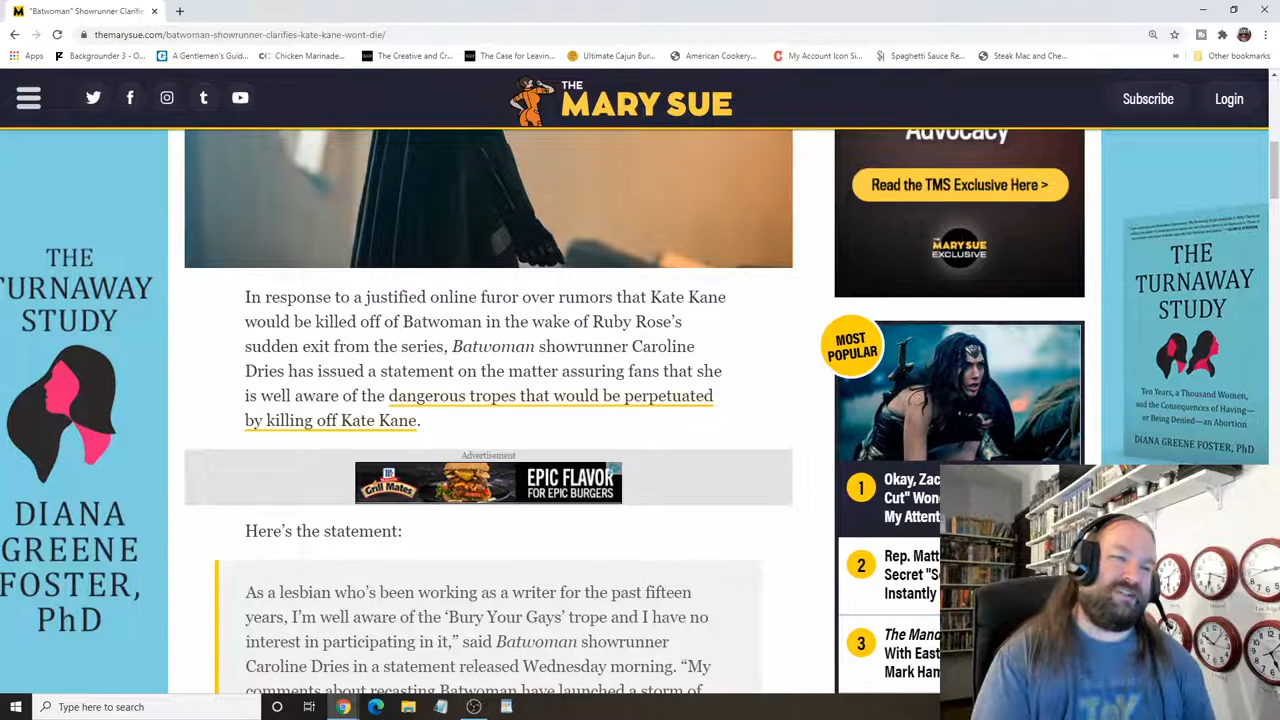 "Batwoman" Showrunner Clarifie
themarysue.com/batwoman-showrunner-clarifies-kate-kane-wont-die/
Apps
Backgrounder 3 - O...
A Gentlemen's Guid...
Chicken Marinade...
The Creative and Cr...
The Case for Leavin...
Ultimate Cajun Bur...
American Cookery...
My Account Icon Si...
Spaghetti Sauce Re...
Steak Mac and Che...
Other bookmarks
THE
MARY SUE
Subscribe
Login
Advocacy
Read the TMS Exclusive Here >
THE
MARY SUE
EXCLUSIVE
THE
TURNAWAY
STUDY
DIANA
GREENE
FOSTER,
PhD
In response to a justified online furor over rumors that Kate Kane
would be killed off of Batwoman in the wake of Ruby Rose's
sudden exit from the series, Batwoman showrunner Caroline
Dries has issued a statement on the matter assuring fans that she
is well aware of the dangerous tropes that would be perpetuated
by killing off Kate Kane.
Advertisement
McCormick
Grill Mates
EPIC FLAVOR
FOR EPIC BURGERS
Here's the statement:
As a lesbian who's been working as a writer for the past fifteen
years, I'm well aware of the 'Bury Your Gays' trope and I have no
interest in participating in it," said Batwoman showrunner
Caroline Dries in a statement released Wednesday morning. "My
comments about recasting Batwoman have launched a storm of
MOST
POPULAR
1
Okay, Zac
Cut" Won
My Attent
2
Rep. Matt
Secret "S
Instantly
3
The Mand
With East
Mark Ham
THE
TURNAWAY
STUDY
Ten Years, a Thousand Women,
and the Consequences of Having—
or Being Denied—an Abortion
DIANA GREENE FOSTER, PhD
Type here to search